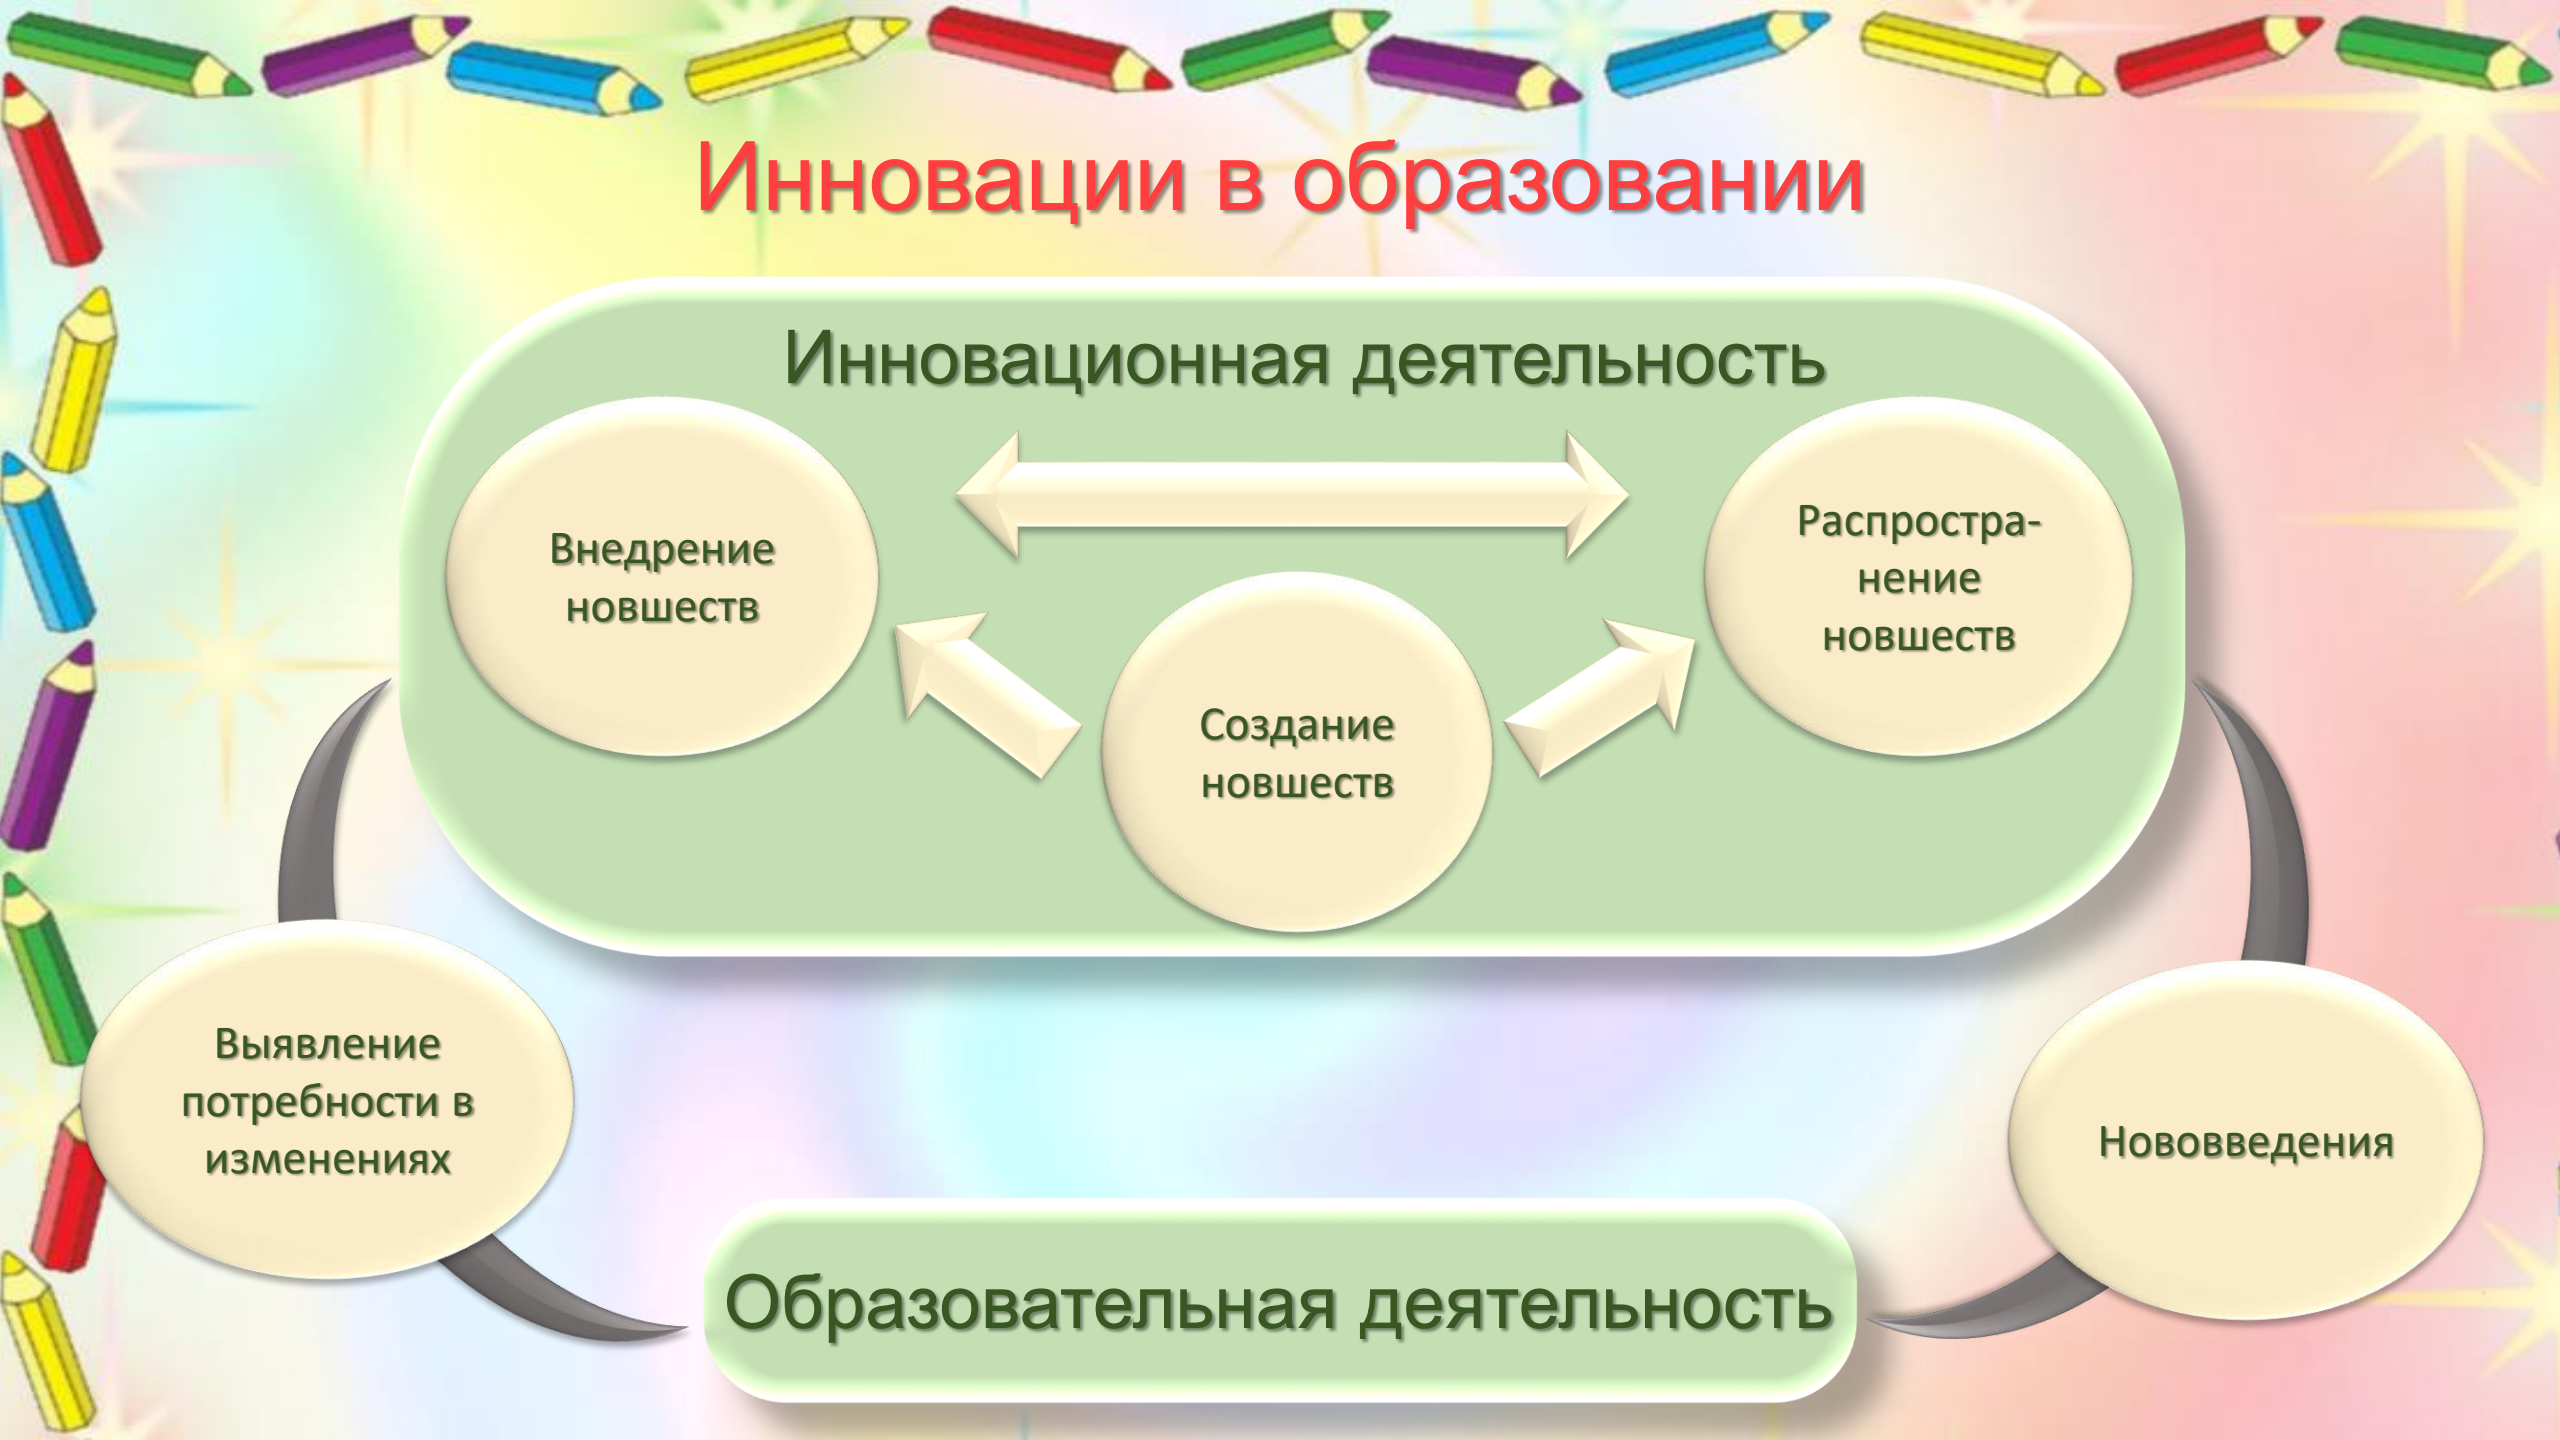 Инновации в образовании
Инновационная деятельность
Внедрение
новшеств
Распростра-
нение
новшеств
Создание
новшеств
Выявление
потребности в
изменениях
Нововведения
Образовательная деятельность